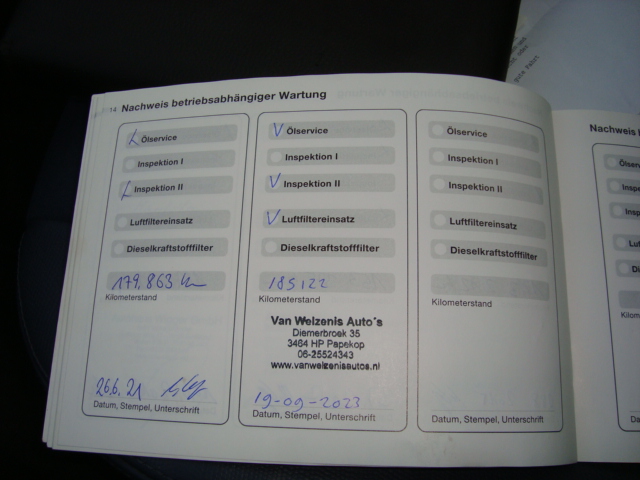 14 Nachweis betriebsabhängiger Wartung
Ölservice
Inspektion I
Inspektion II
Luftfiltereinsatz
Dieselkraftstofffilter
179.863 km
Kilometerstand
26.6.21
Datum, Stempel, Unterschrift
V Ölservice
Inspektion I
V Inspektion II
V Luftfiltereinsatz
Dieselkraftstofffilter
185122
Kilometerstand
Van Welzenis Auto's
Diemerbroek 35
3464 HP Papekop
06-25524343
www.vanwelzenisautos.nl
19-09-2023
Datum, Stempel, Unterschrift
Ölservice
Inspektion I
Inspektion II
Luftfiltereinsatz
Dieselkraftstofffilter
Kilometerstand
Datum, Stempel, Unterschrift
Nachweis